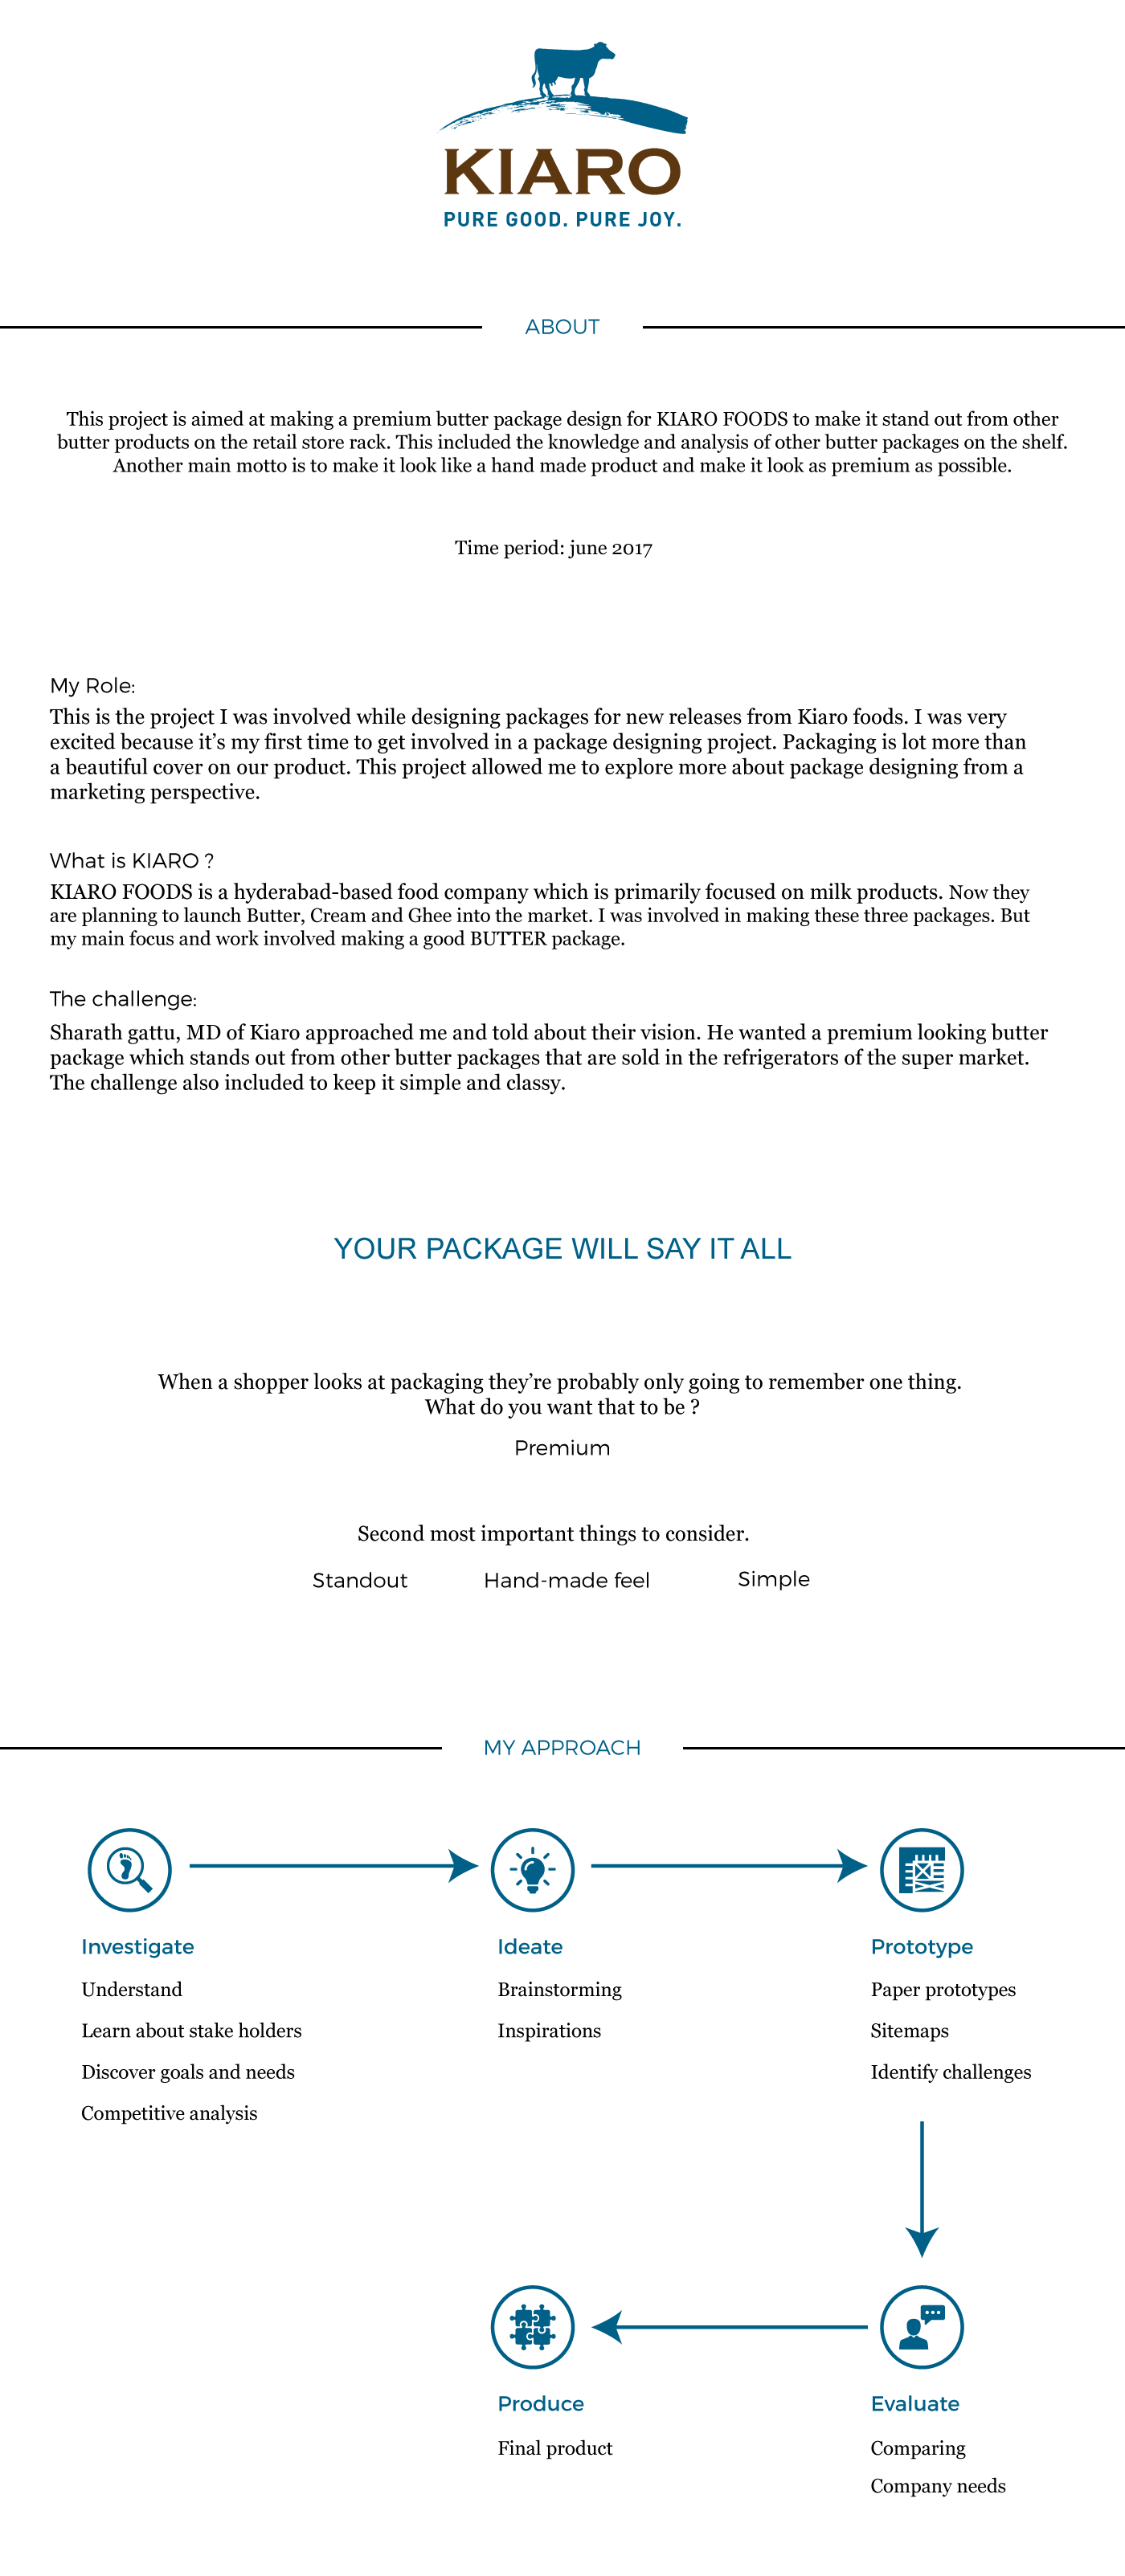 KIARO
PURE GOOD. PURE JOY.
ABOUT
This project is aimed at making a premium butter package design for KIARO FOODS to make it stand out from other
butter products on the retail store rack. This included the knowledge and analysis of other butter packages on the shelf.
Another main motto is to make it look like a hand made product and make it look as premium as possible.
Time period: june 2017
My Role:
This is the project I was involved while designing packages for new releases from Kiaro foods. I was very
excited because it’s my first time to get involved in a package designing project. Packaging is lot more than
a beautiful cover on our product. This project allowed me to explore more about package designing from a
marketing perspective.
What is KIARO ?
KIARO FOODS is a hyderabad-based food company which is primarily focused on milk products. Now they
are planning to launch Butter, Cream and Ghee into the market. I was involved in making these three packages. But
my main focus and work involved making a good BUTTER package.
The challenge:
Sharath gattu, MD of Kiaro approached me and told about their vision. He wanted a premium looking butter
package which stands out from other butter packages that are sold in the refrigerators of the super market.
The challenge also included to keep it simple and classy.
YOUR PACKAGE WILL SAY IT ALL
When a shopper looks at packaging they’re probably only going to remember one thing.
What do you want that to be ?
Premium
Second most important things to consider.
Standout Hand-made feel Simple
MY APPROACH
Investigate
Understand
Learn about stake holders
Discover goals and needs
Competitive analysis
Ideate
Brainstorming
Inspirations
Prototype
Paper prototypes
Sitemaps
Identify challenges
Evaluate
Comparing
Company needs
Produce
Final product